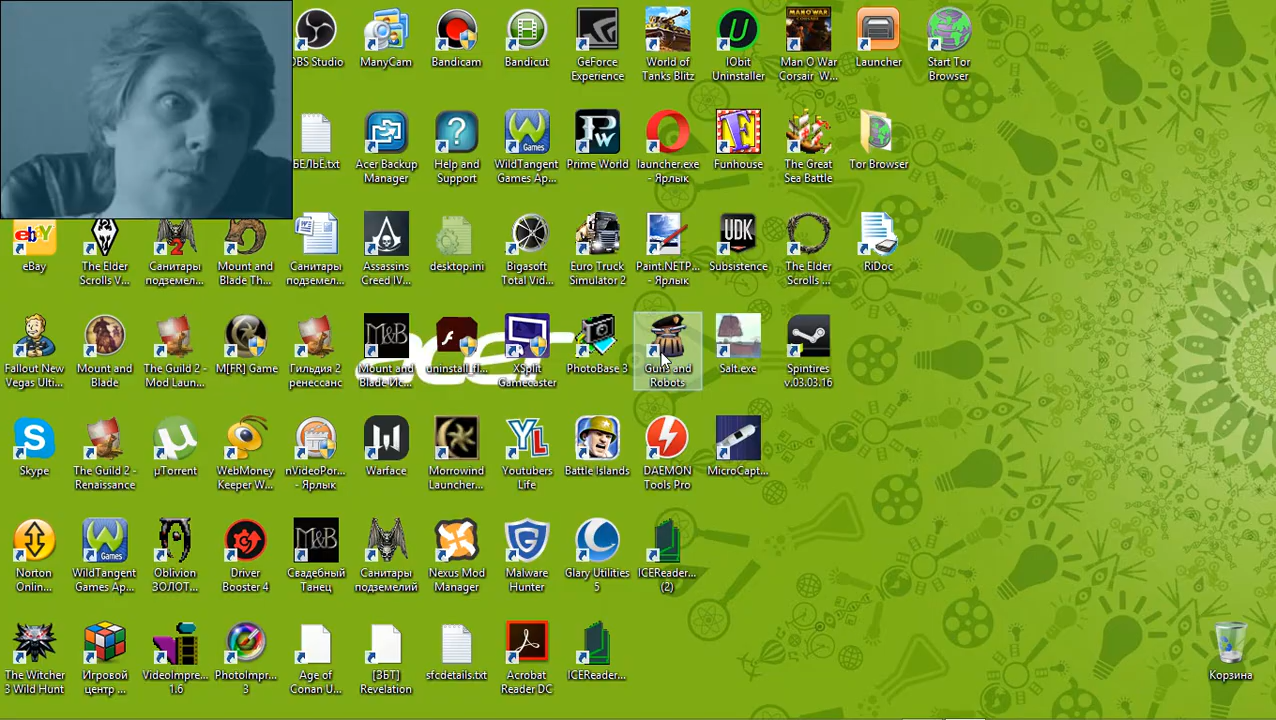 OBS Studio
ManyCam
Bandicam
Bandicut
GeForce
Experience
World of
Tanks Blitz
IObit
Uninstaller
Man O War
Corsair W...
Launcher
Start Tor
Browser
БЕЛЬЕ.txt
Acer Backup
Manager
Help and
Support
WildTangent
Games Ap...
Prime World
launcher.exe
- Ярлык
Funhouse
The Great
Sea Battle
Tor Browser
eBay
The Elder
Scrolls V...
Санитары
подземел...
Mount and
Blade Th...
Санитары
подземел...
Assassins
Creed IV...
desktop.ini
Bigasoft
Total Vid...
Euro Truck
Simulator 2
Paint.NETP...
- Ярлык
UDK
Subsistence
The Elder
Scrolls ...
RiDoc
Fallout New
Vegas Ulti...
Mount and
Blade
The Guild 2 -
Mod Laun...
M[FR] Game
Гильдия 2
ренессанс
Mount and
Blade Ис...
uninstall_fl...
XSplit
Gamecaster
PhotoBase 3
Guns and
Robots
Salt.exe
Spintires
v.03.03.16
acer
Skype
The Guild 2 -
Renaissance
µTorrent
WebMoney
Keeper W...
nVideoPor...
- Ярлык
Warface
Morrowind
Launcher...
Youtubers
Life
Battle Islands
DAEMON
Tools Pro
MicroCapt...
Norton
Onlin...
WildTangent
Games Ap...
Oblivion
ЗОЛОТ...
Driver
Booster 4
Свадебный
Танец
Санитары
подземелий
Nexus Mod
Manager
Malware
Hunter
Glary Utilities
5
ICEReader...
(2)
The Witcher
3 Wild Hunt
Игровой
центр ...
VideoImpre...
1.6
PhotoImpr...
3
Age of
Conan U...
[ЗБТ]
Revelation
sfcdetails.txt
Acrobat
Reader DC
ICEReader...
Корзина